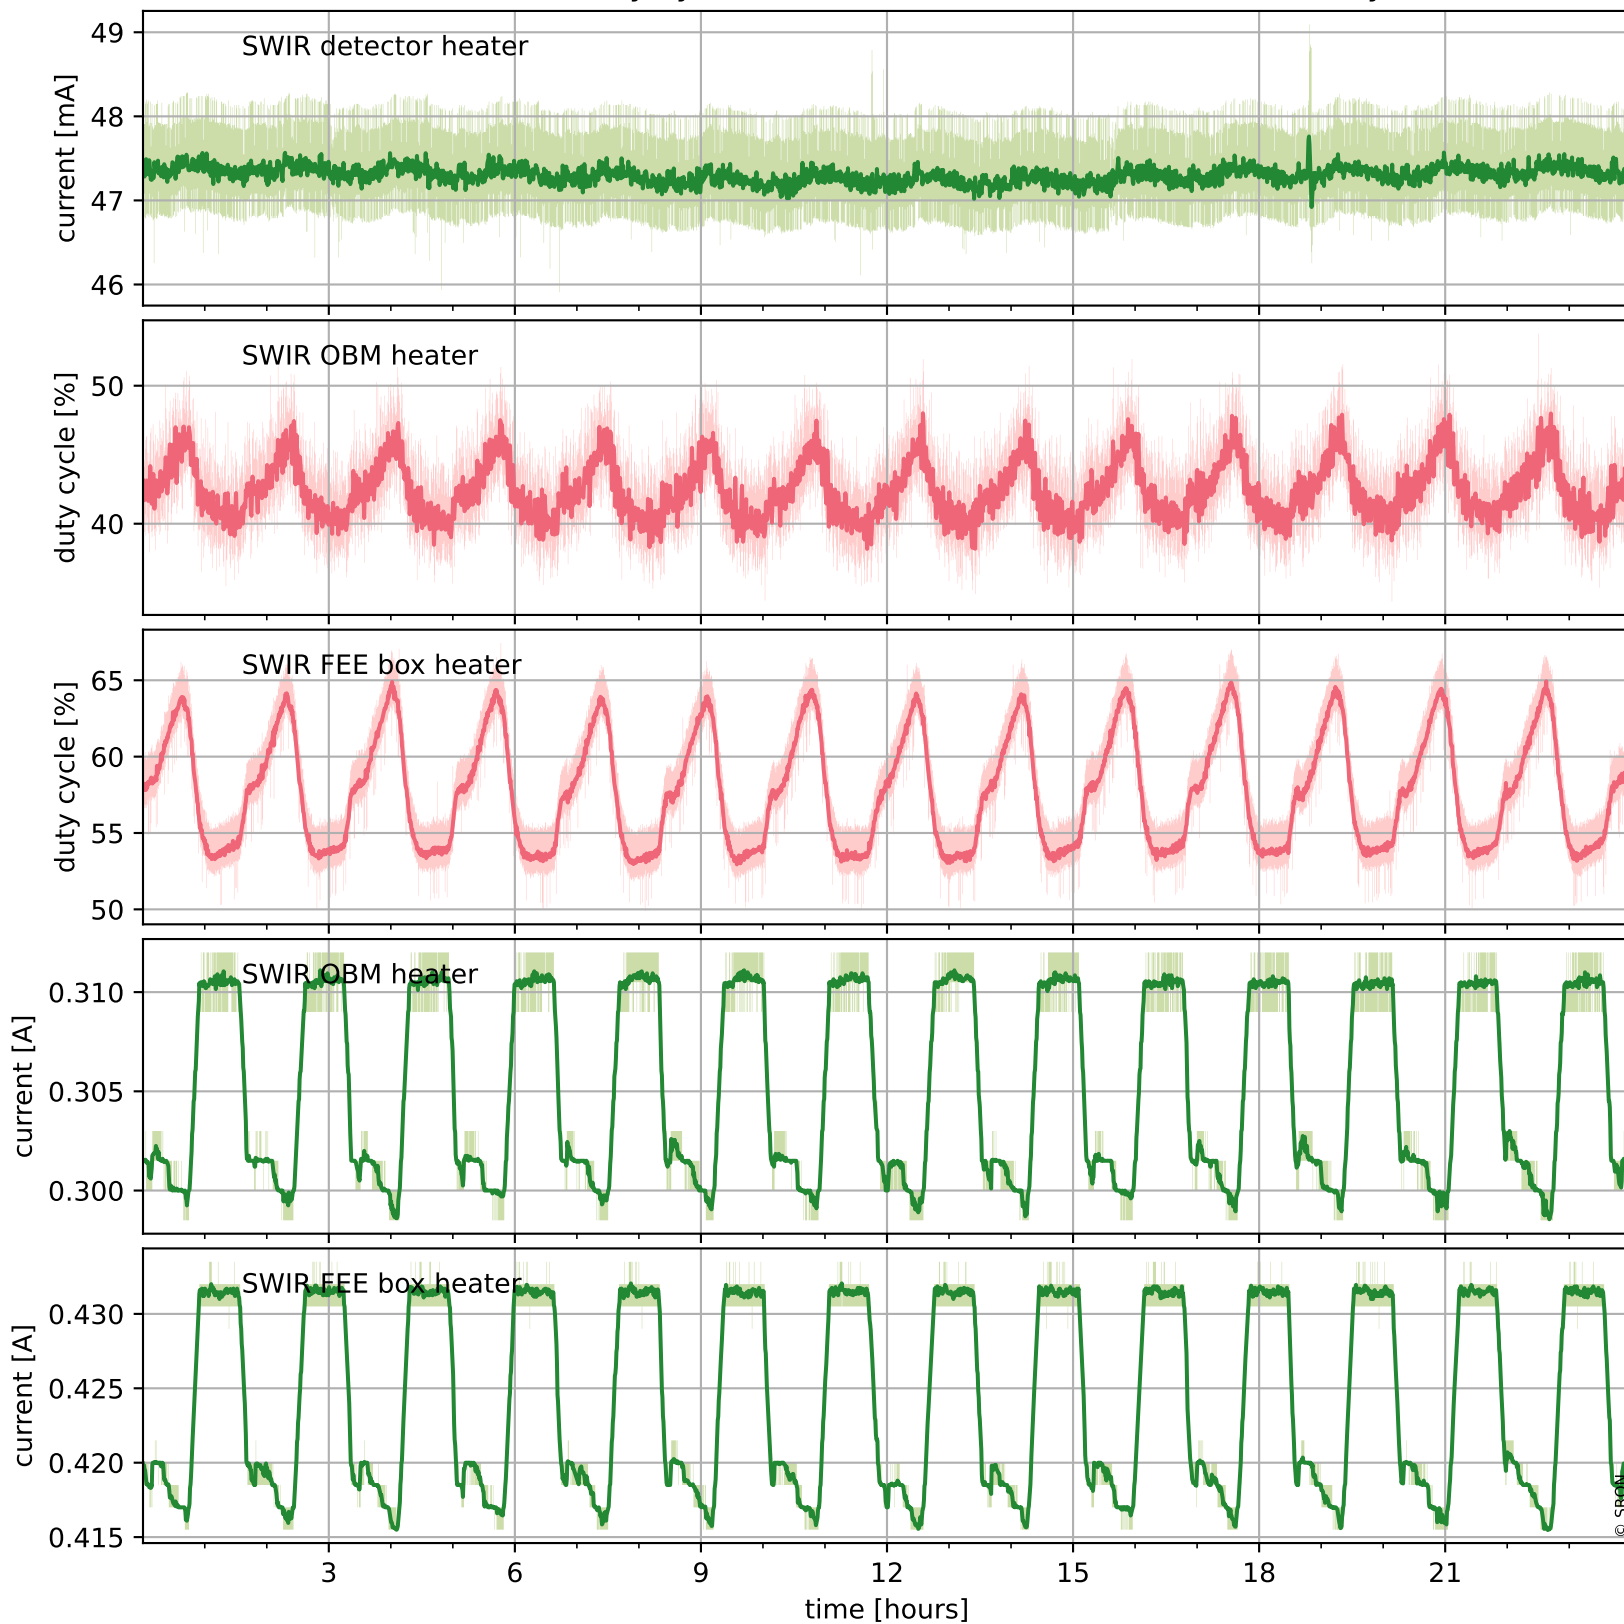 SWIR detector heater
current [mA]
49
48
47
46
SWIR OBM heater
duty cycle [%]
50
40
SWIR FEE box heater
duty cycle [%]
65
60
55
50
SWIR OBM heater
current [A]
0.310
0.305
0.300
SWIR FEE box heater
current [A]
0.430
0.425
0.420
0.415
3 6 9 12 15 18 21
time [hours]
© SRON